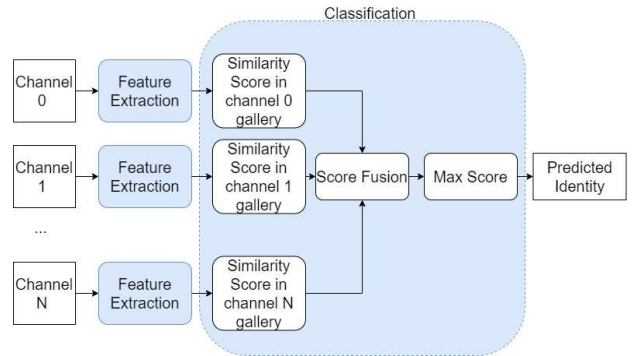 Classification
Channel
0
Feature
Extraction
Similarity
Score in
channel 0
gallery
Channel
1
Feature
Extraction
Similarity
Score in
channel 1
gallery
Score Fusion
Max Score
Predicted
Identity
...
Channel
N
Feature
Extraction
Similarity
Score in
channel N
gallery